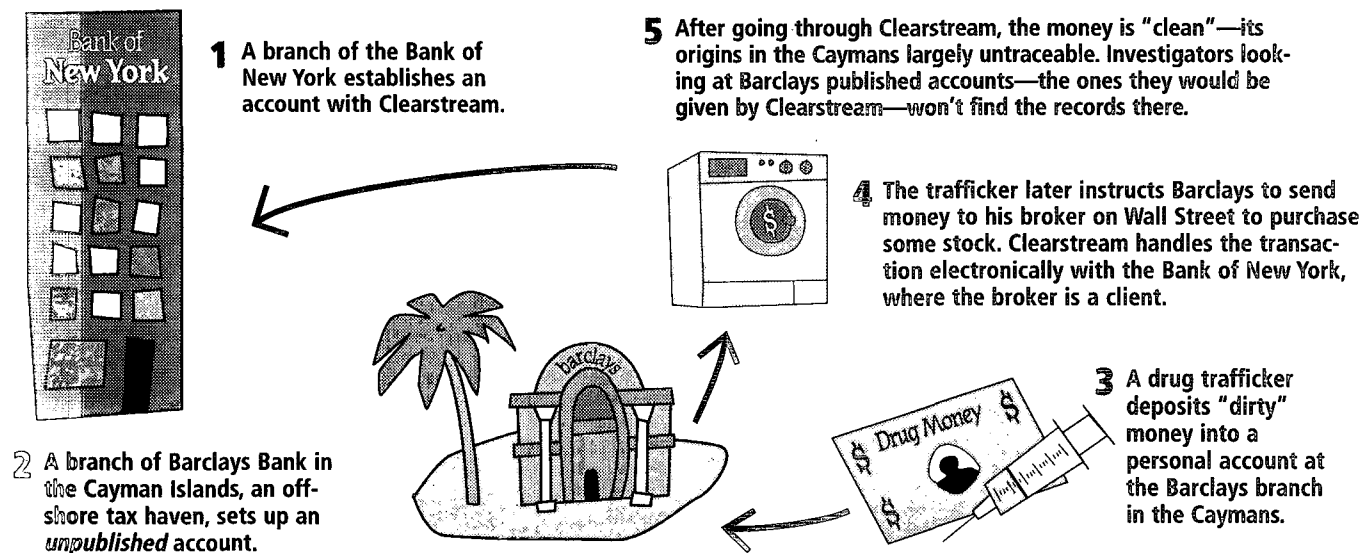 Bank of
New York
1 A branch of the Bank of
New York establishes an
account with Clearstream.
2 A branch of Barclays Bank in
the Cayman Islands, an off-
shore tax haven, sets up an
unpublished account.
barclays
3 A drug trafficker
deposits "dirty"
money into a
personal account at
the Barclays branch
in the Caymans.
$ Drug Money $
$
4 The trafficker later instructs Barclays to send
money to his broker on Wall Street to purchase
some stock. Clearstream handles the transac-
tion electronically with the Bank of New York,
where the broker is a client.
$
5 After going through Clearstream, the money is "clean"—its
origins in the Caymans largely untraceable. Investigators look-
ing at Barclays published accounts—the ones they would be
given by Clearstream—won't find the records there.